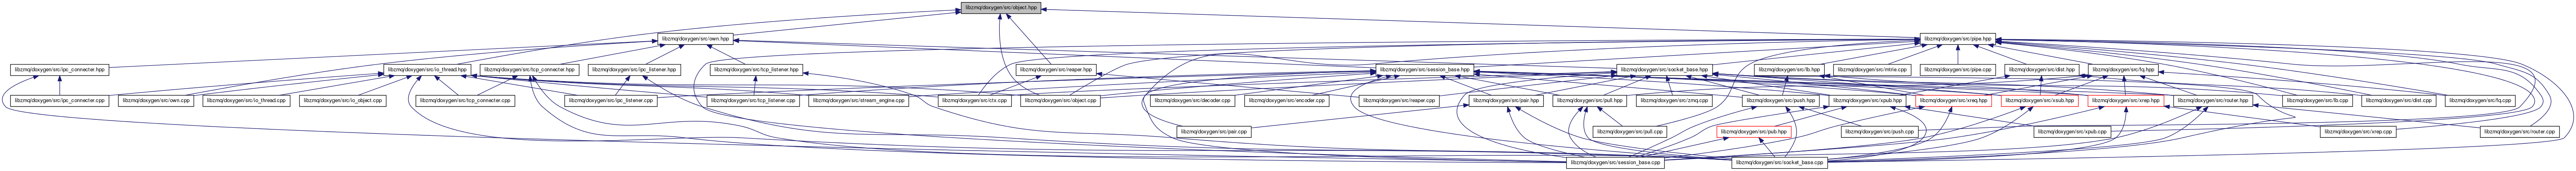 libzmq/doxygen/src/object.hpp
libzmq/doxygen/src/own.hpp
libzmq/doxygen/src/pipe.hpp
libzmq/doxygen/src/ipc_connecter.hpp
libzmq/doxygen/src/io_thread.hpp
libzmq/doxygen/src/tcp_connecter.hpp
libzmq/doxygen/src/ipc_listener.hpp
libzmq/doxygen/src/tcp_listener.hpp
libzmq/doxygen/src/reaper.hpp
libzmq/doxygen/src/session_base.hpp
libzmq/doxygen/src/socket_base.hpp
libzmq/doxygen/src/lb.hpp
libzmq/doxygen/src/mtrie.cpp
libzmq/doxygen/src/pipe.cpp
libzmq/doxygen/src/dist.hpp
libzmq/doxygen/src/fq.hpp
libzmq/doxygen/src/ipc_connecter.cpp
libzmq/doxygen/src/own.cpp
libzmq/doxygen/src/io_thread.cpp
libzmq/doxygen/src/io_object.cpp
libzmq/doxygen/src/tcp_connecter.cpp
libzmq/doxygen/src/ipc_listener.cpp
libzmq/doxygen/src/tcp_listener.cpp
libzmq/doxygen/src/stream_engine.cpp
libzmq/doxygen/src/ctx.cpp
libzmq/doxygen/src/object.cpp
libzmq/doxygen/src/decoder.cpp
libzmq/doxygen/src/encoder.cpp
libzmq/doxygen/src/reaper.cpp
libzmq/doxygen/src/pair.hpp
libzmq/doxygen/src/pull.hpp
libzmq/doxygen/src/zmq.cpp
libzmq/doxygen/src/push.hpp
libzmq/doxygen/src/xpub.hpp
libzmq/doxygen/src/xreq.hpp
libzmq/doxygen/src/xsub.hpp
libzmq/doxygen/src/xrep.hpp
libzmq/doxygen/src/router.hpp
libzmq/doxygen/src/lb.cpp
libzmq/doxygen/src/dist.cpp
libzmq/doxygen/src/fq.cpp
libzmq/doxygen/src/pair.cpp
libzmq/doxygen/src/pull.cpp
libzmq/doxygen/src/pub.hpp
libzmq/doxygen/src/push.cpp
libzmq/doxygen/src/xpub.cpp
libzmq/doxygen/src/xrep.cpp
libzmq/doxygen/src/router.cpp
libzmq/doxygen/src/session_base.cpp
libzmq/doxygen/src/socket_base.cpp